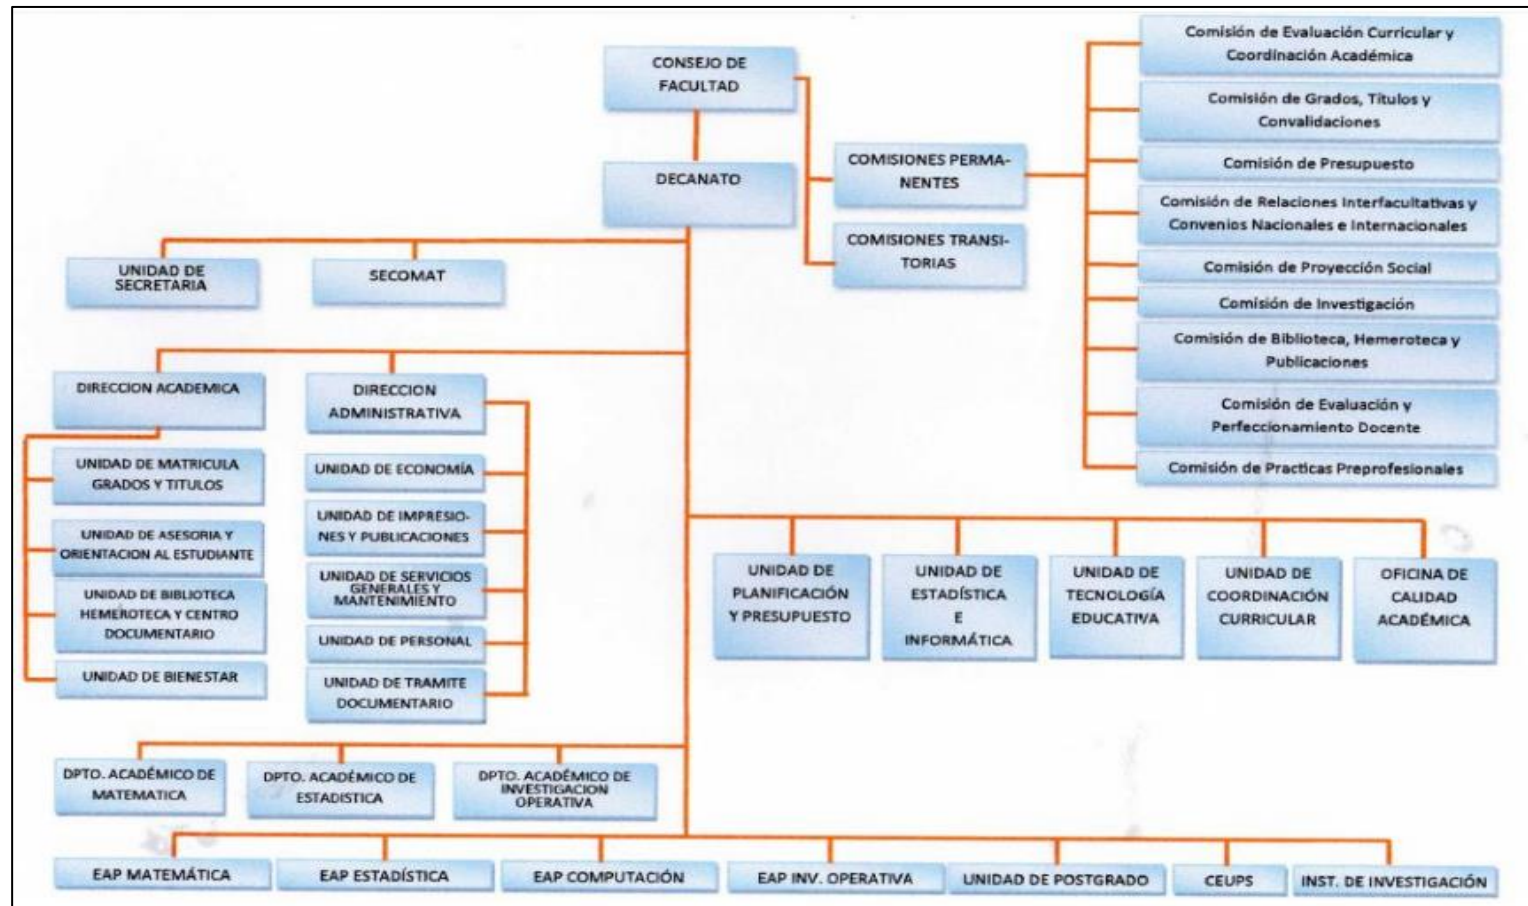 CONSEJO DE
FACULTAD
DECANATO
COMISIONES PERMA-
NENTES
COMISIONES TRANSI-
TORIAS
Comisión de Evaluación Curricular y
Coordinación Académica
Comisión de Grados, Títulos y
Convalidaciones
Comisión de Presupuesto
Comisión de Relaciones Interfacultativas y
Convenios Nacionales e Internacionales
Comisión de Proyección Social
Comisión de Investigación
Comisión de Biblioteca, Hemeroteca y
Publicaciones
Comisión de Evaluación y
Perfeccionamiento Docente
Comisión de Practicas Preprofesionales
UNIDAD DE
SECRETARIA
SECOMAT
DIRECCION ACADEMICA
UNIDAD DE MATRICULA
GRADOS Y TITULOS
UNIDAD DE ASESORIA Y
ORIENTACION AL ESTUDIANTE
UNIDAD DE BIBLIOTECA
HEMEROTECA Y CENTRO
DOCUMENTARIO
UNIDAD DE BIENESTAR
DIRECCION
ADMINISTRATIVA
UNIDAD DE ECONOMÍA
UNIDAD DE IMPRESIO-
NES Y PUBLICACIONES
UNIDAD DE SERVICIOS
GENERALES Y
MANTENIMIENTO
UNIDAD DE PERSONAL
UNIDAD DE TRAMITE
DOCUMENTARIO
UNIDAD DE
PLANIFICACIÓN
Y PRESUPUESTO
UNIDAD DE
ESTADÍSTICA
E
INFORMÁTICA
UNIDAD DE
TECNOLOGÍA
EDUCATIVA
UNIDAD DE
COORDINACIÓN
CURRICULAR
OFICINA DE
CALIDAD
ACADÉMICA
DPTO. ACADÉMICO DE
MATEMATICA
DPTO. ACADÉMICO DE
ESTADISTICA
DPTO. ACADÉMICO DE
INVESTIGACION
OPERATIVA
EAP MATEMÁTICA
EAP ESTADÍSTICA
EAP COMPUTACIÓN
EAP INV. OPERATIVA
UNIDAD DE POSTGRADO
CEUPS
INST. DE INVESTIGACIÓN